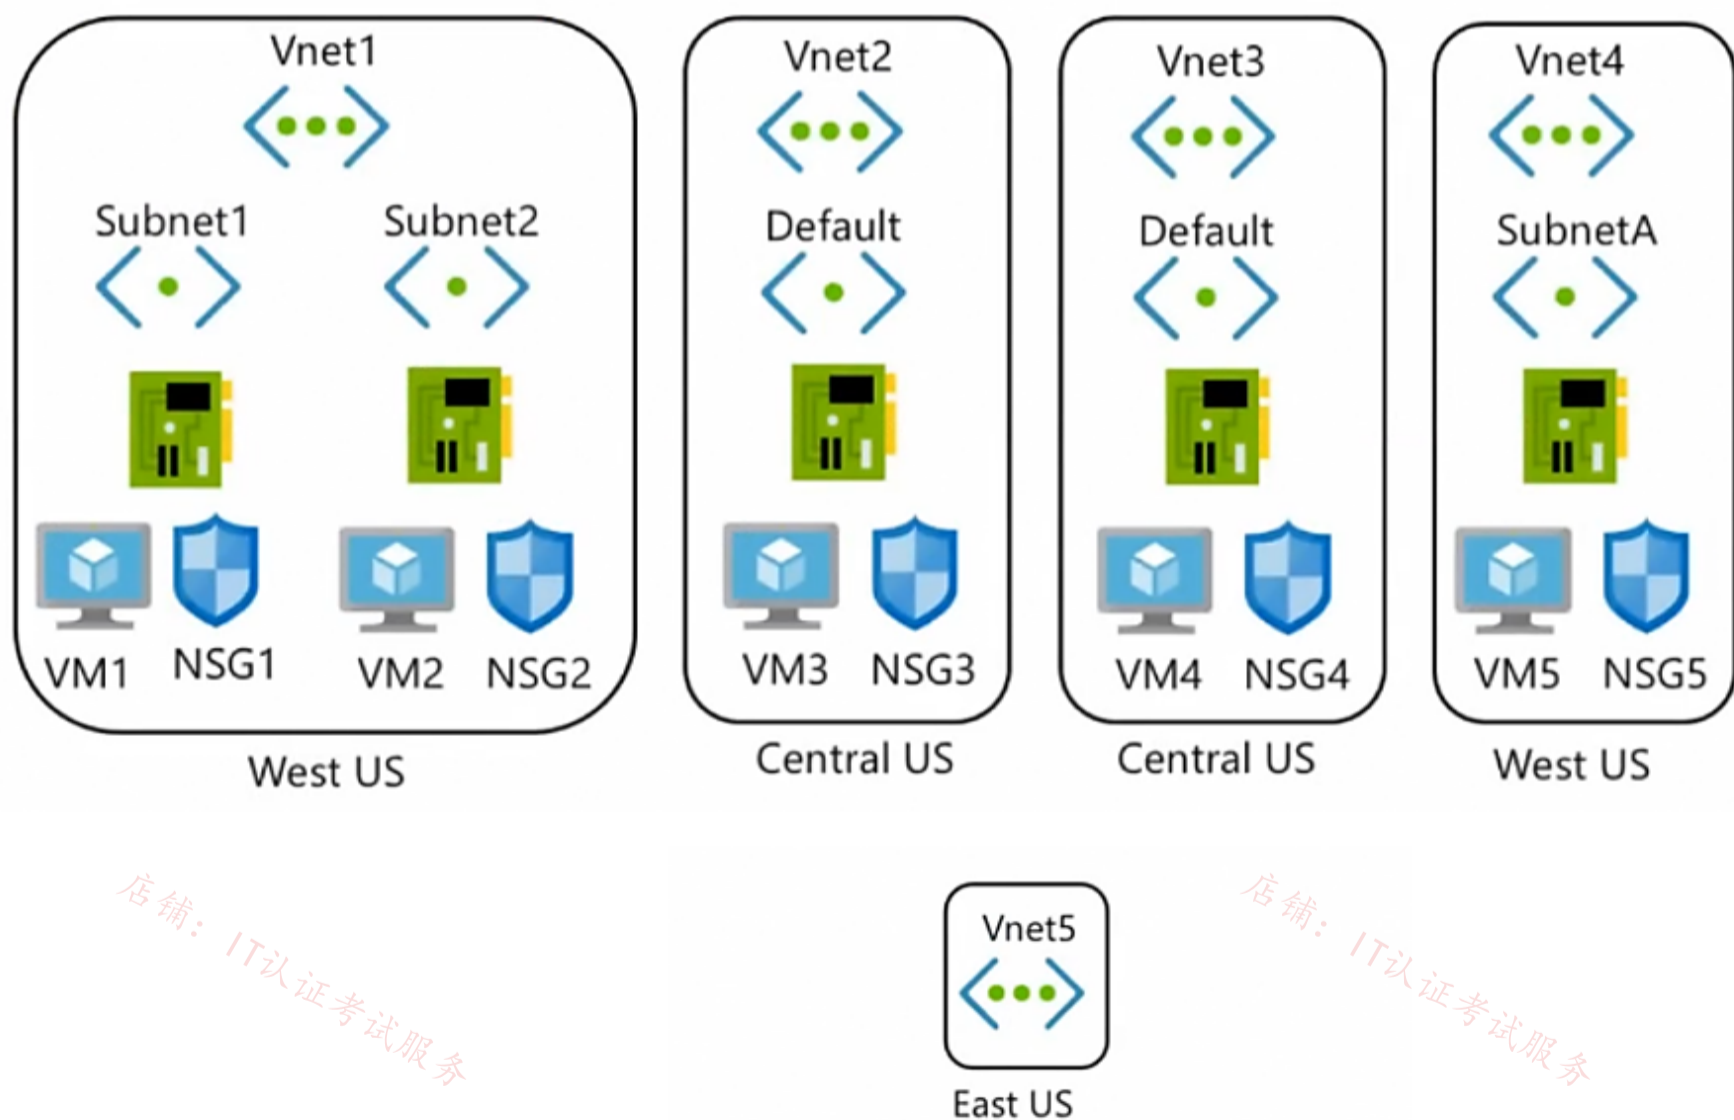 Vnet1
Subnet1
Subnet2
VM1
NSG1
VM2
NSG2
West US
Vnet2
Default
VM3
NSG3
Central US
Vnet3
Default
VM4
NSG4
Central US
Vnet4
SubnetA
VM5
NSG5
West US
店铺：IT认证考试服务
Vnet5
East US
店铺：IT认证考试服务